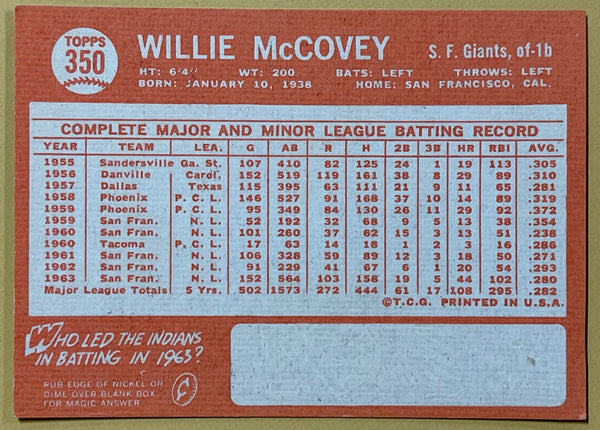 TOPPS
350
WILLIE McCOVEY
S. F. Giants, of-1b
HT: 6'4" WT: 200 BATS: LEFT THROWS: LEFT
BORN: JANUARY 10, 1938 HOME: SAN FRANCISCO, CAL.
COMPLETE MAJOR AND MINOR LEAGUE BATTING RECORD
YEAR TEAM LEA. G AB R H 2B 3B HR RBI AVG.
1955 Sandersville Ga. St. 107 410 82 125 24 1 19 113 .305
1956 Danville Carol. 152 519 119 161 38 8 29 89 .310
1957 Dallas Texas 115 395 63 111 21 9 11 65 .281
1958 Phoenix P. C. L. 146 527 91 168 37 10 14 89 .319
1959 Phoenix P. C. L. 95 349 84 130 26 11 29 92 .372
1959 San Fran. N. L. 52 192 32 68 9 5 13 38 .354
1960 San Fran. N. L. 101 260 37 62 15 3 13 51 .238
1960 Tacoma P. C. L. 17 63 14 18 1 2 3 16 .286
1961 San Fran. N. L. 106 328 59 89 12 3 18 50 .271
1962 San Fran. N. L. 91 229 41 67 6 1 20 54 .293
1963 San Fran. N. L. 152 564 103 158 19 5 44 102 .280
Major League Totals 5 Yrs. 502 1573 272 444 61 17 108 295 .282
©T.C.G. PRINTED IN U.S.A.
WHO LED THE INDIANS
IN BATTING IN 1963?
RUB EDGE OF NICKEL OR
DIME OVER BLANK BOX
FOR MAGIC ANSWER